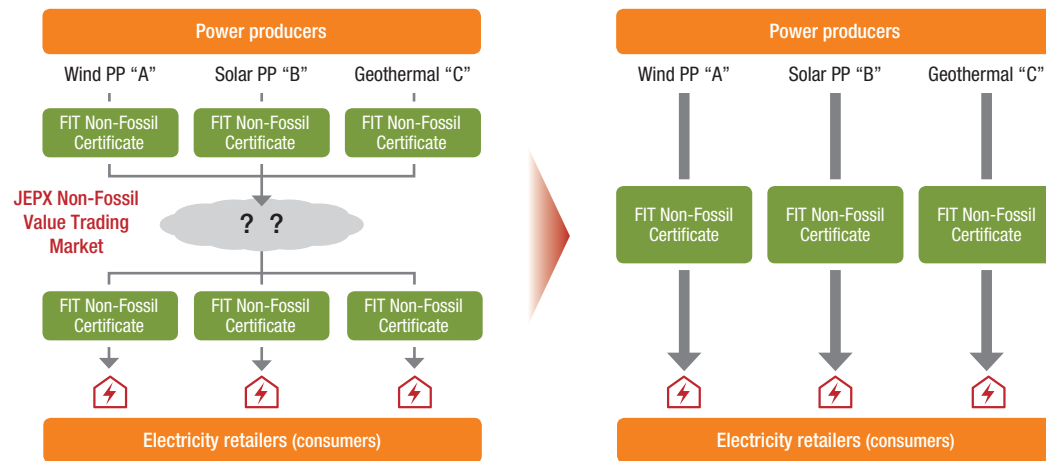 Power producers
Wind PP “A”
Solar PP “B”
Geothermal “C”
FIT Non-Fossil
Certificate
FIT Non-Fossil
Certificate
FIT Non-Fossil
Certificate
JEPX Non-Fossil
Value Trading
Market
? ?
FIT Non-Fossil
Certificate
FIT Non-Fossil
Certificate
FIT Non-Fossil
Certificate
Electricity retailers (consumers)
Power producers
Wind PP “A”
Solar PP “B”
Geothermal “C”
FIT Non-Fossil
Certificate
FIT Non-Fossil
Certificate
FIT Non-Fossil
Certificate
Electricity retailers (consumers)